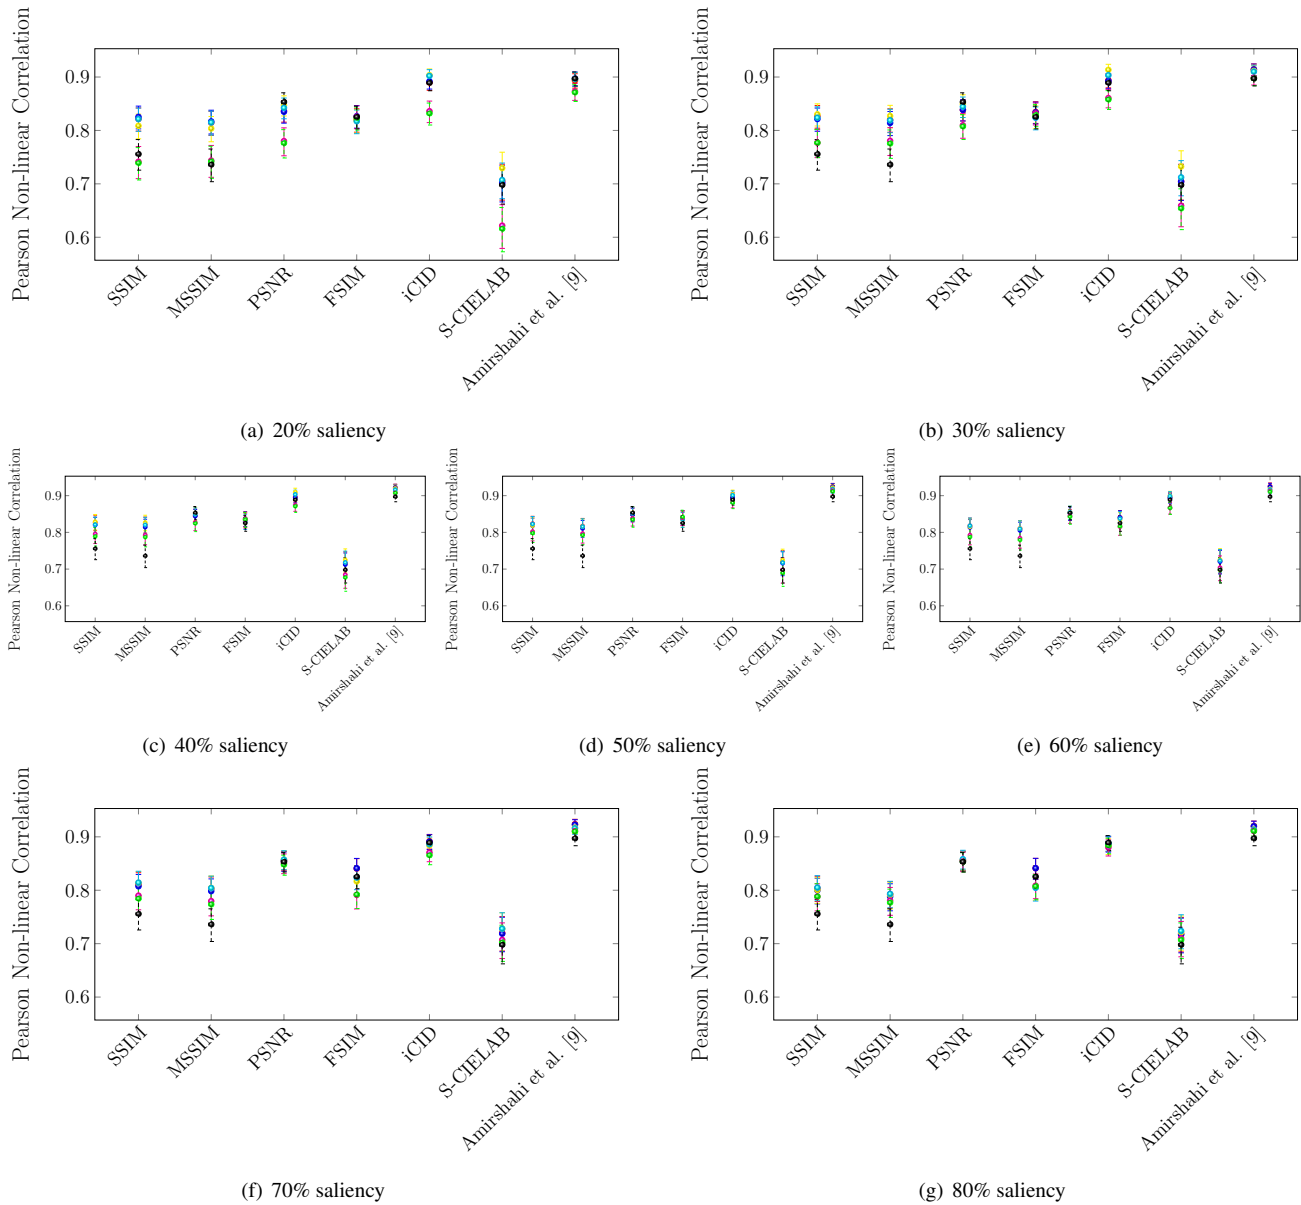 Pearson Non-linear Correlation
0.9
0.8
0.7
0.6
SSIM
MSSIM
PSNR
FSIM
iCID
S-CIELAB
Amirshahi et al. [9]
(a) 20% saliency
Pearson Non-linear Correlation
0.9
0.8
0.7
0.6
SSIM
MSSIM
PSNR
FSIM
iCID
S-CIELAB
Amirshahi et al. [9]
(b) 30% saliency
Pearson Non-linear Correlation
0.9
0.8
0.7
0.6
SSIM
MSSIM
PSNR
FSIM
iCID
S-CIELAB
Amirshahi et al. [9]
(c) 40% saliency
Pearson Non-linear Correlation
0.9
0.8
0.7
0.6
SSIM
MSSIM
PSNR
FSIM
iCID
S-CIELAB
Amirshahi et al. [9]
(d) 50% saliency
Pearson Non-linear Correlation
0.9
0.8
0.7
0.6
SSIM
MSSIM
PSNR
FSIM
iCID
S-CIELAB
Amirshahi et al. [9]
(e) 60% saliency
Pearson Non-linear Correlation
0.9
0.8
0.7
0.6
SSIM
MSSIM
PSNR
FSIM
iCID
S-CIELAB
Amirshahi et al. [9]
(f) 70% saliency
Pearson Non-linear Correlation
0.9
0.8
0.7
0.6
SSIM
MSSIM
PSNR
FSIM
iCID
S-CIELAB
Amirshahi et al. [9]
(g) 80% saliency